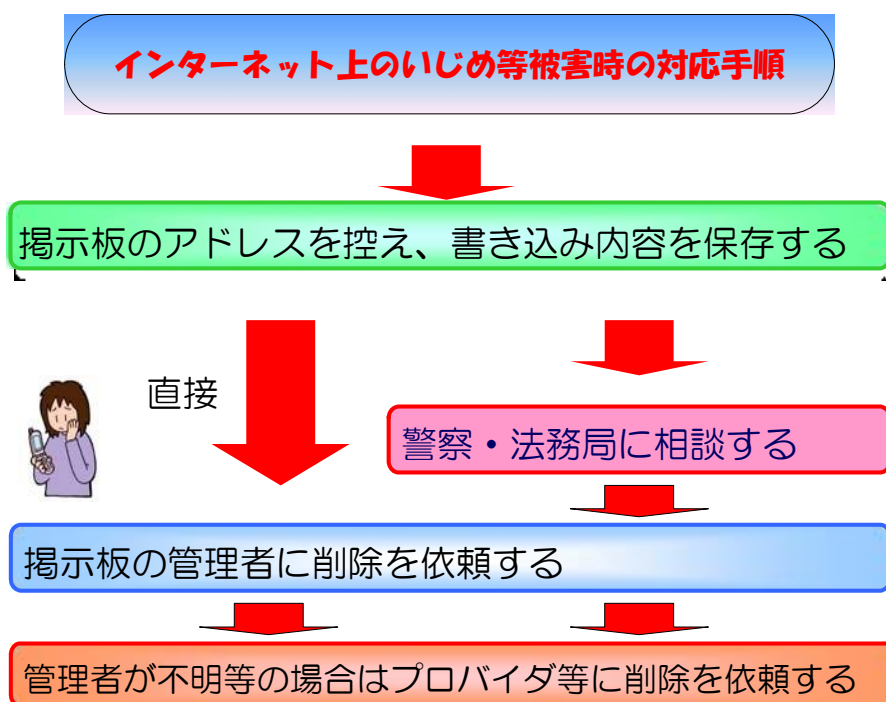 インターネット上のいじめ等被害時の対応手順
掲示板のアドレスを控え、書き込み内容を保存する
直接
警察・法務局に相談する
掲示板の管理者に削除を依頼する
管理者が不明等の場合はプロバイダ等に削除を依頼する